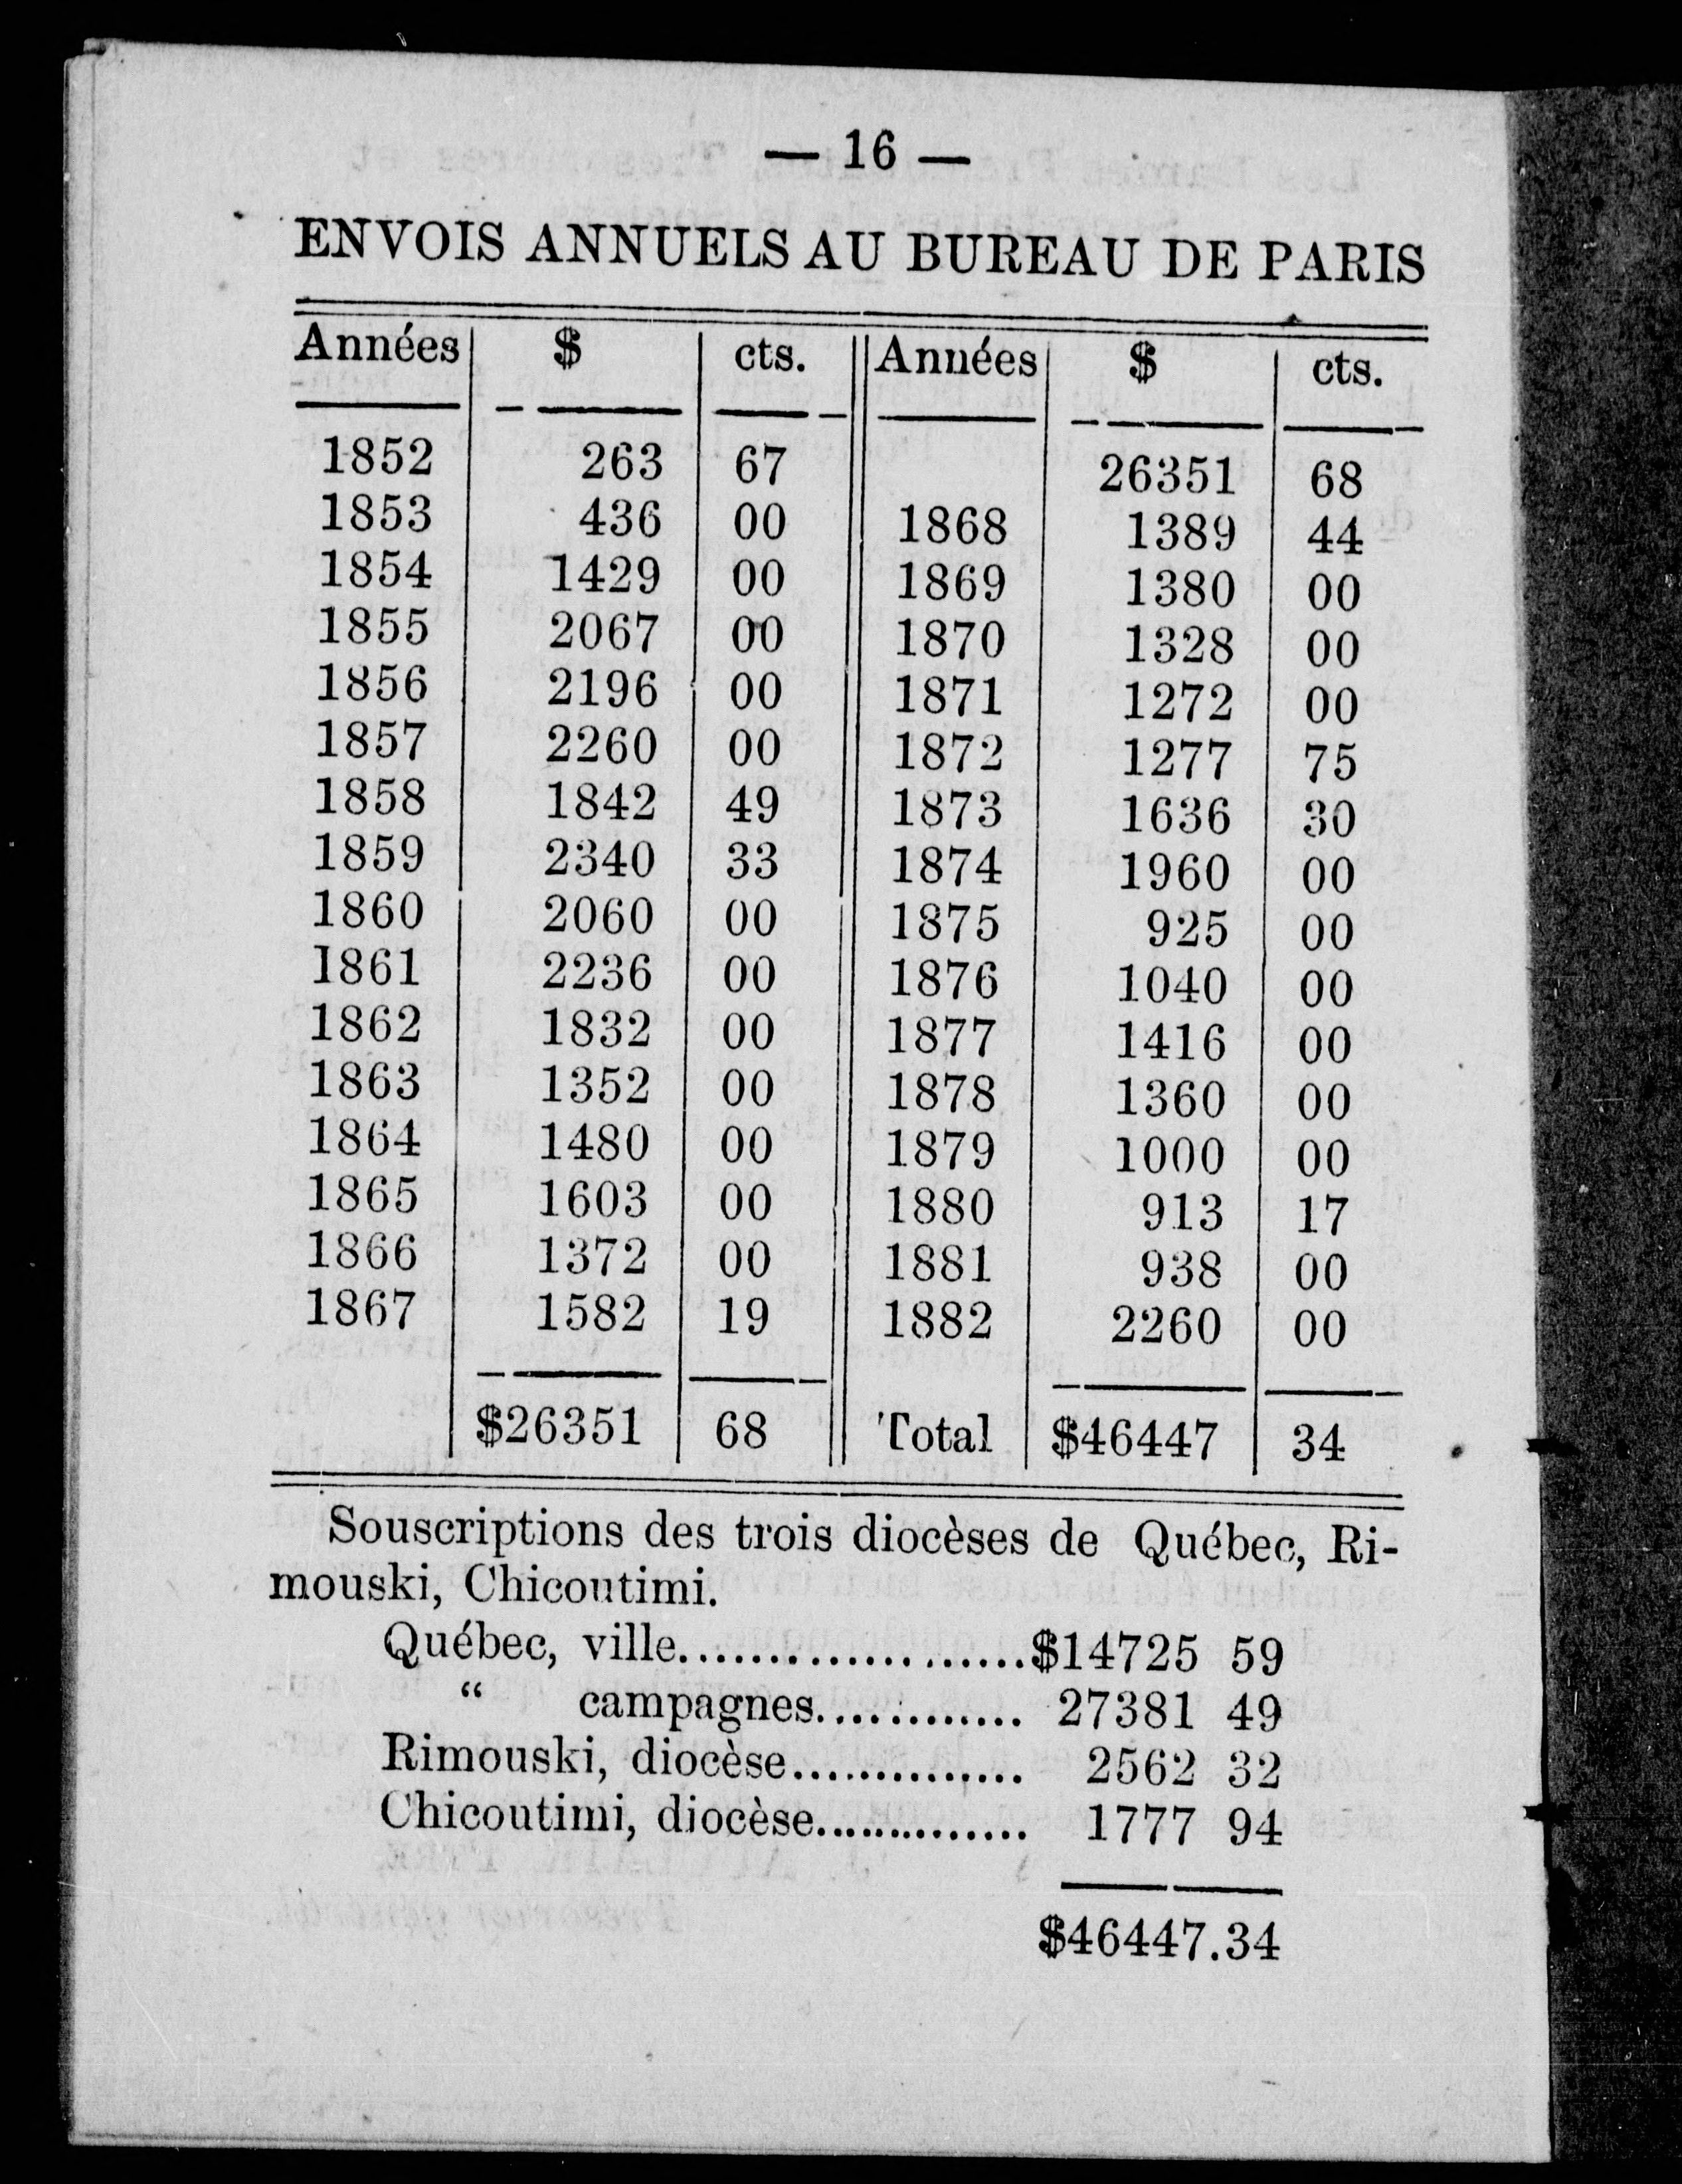 — 16 —
ENVOIS ANNUELS AU BUREAU DE PARIS
Années $ cts. Années $ cts.
1852 263 67 26351 68
1853 436 00 1868 1389 44
1854 1429 00 1869 1380 00
1855 2067 00 1870 1328 00
1856 2196 00 1871 1272 00
1857 2260 00 1872 1277 75
1858 1842 49 1873 1636 30
1859 2340 33 1874 1960 00
1860 2060 00 1875 925 00
1861 2236 00 1876 1040 00
1862 1832 00 1877 1416 00
1863 1352 00 1878 1360 00
1864 1480 00 1879 1000 00
1865 1603 00 1880 913 17
1866 1372 00 1881 938 00
1867 1582 19 1882 2260 00
$26351 68 Total $46447 34
Souscriptions des trois diocèses de Québec, Ri-
mouski, Chicoutimi.
Québec, ville.....................$14725 59
“ campagnes............. 27381 49
Rimouski, diocèse.............. 2562 32
Chicoutimi, diocèse.............. 1777 94
$46447.34